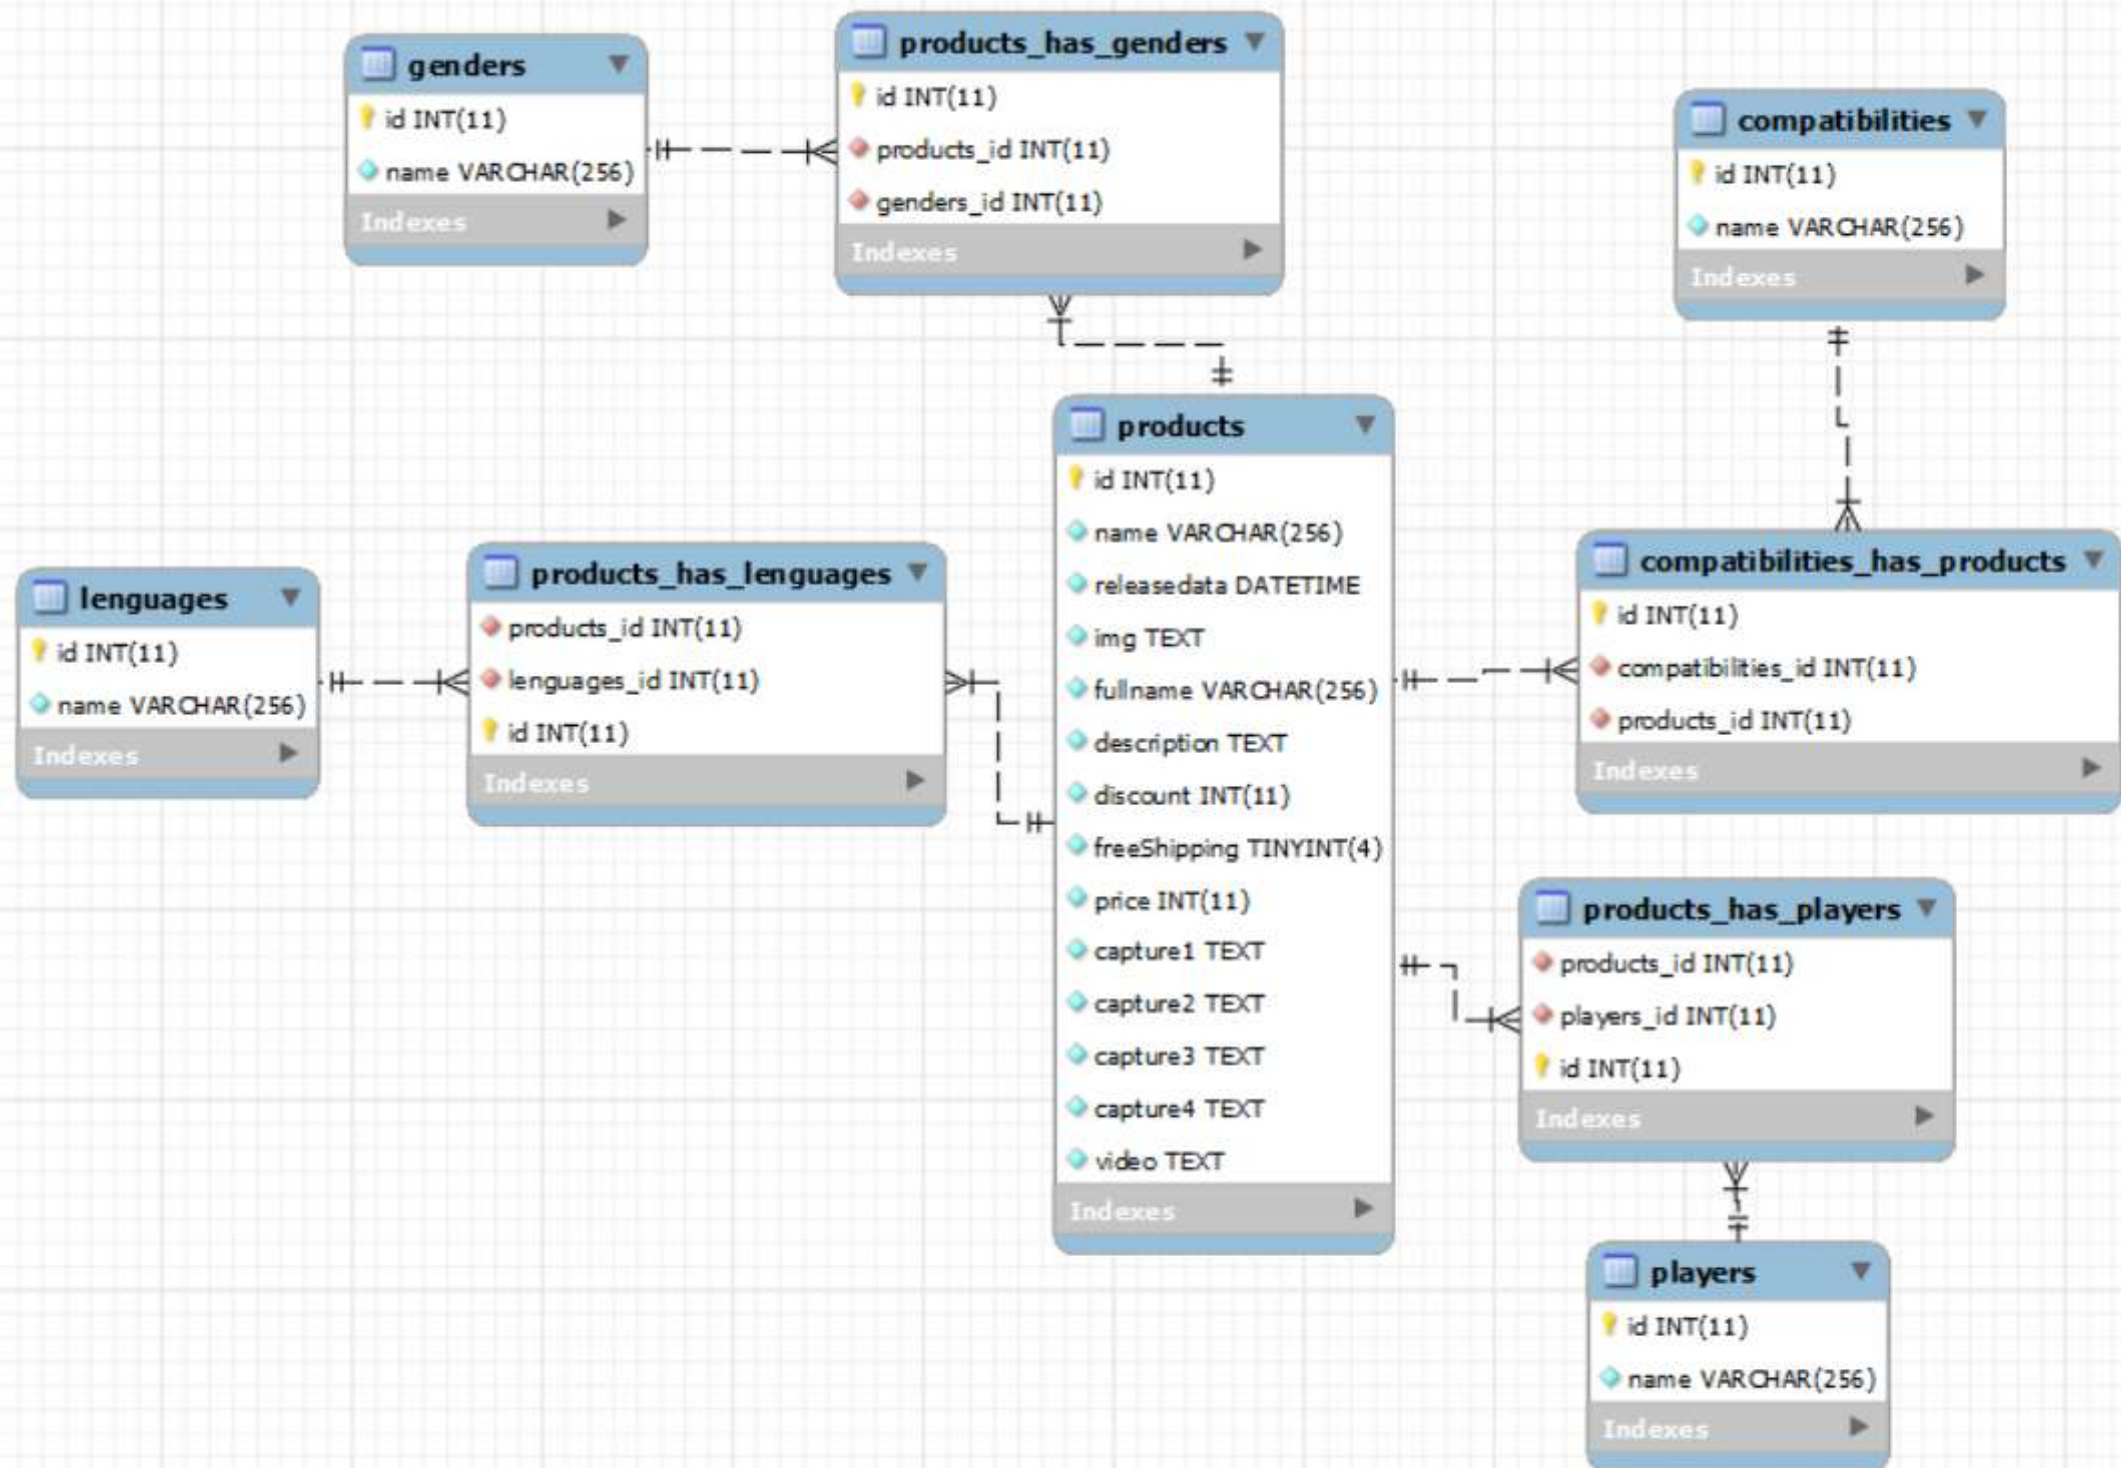 genders
id INT(11)
name VARCHAR(256)
Indexes
products_has_genders
id INT(11)
products_id INT(11)
genders_id INT(11)
Indexes
compatibilities
id INT(11)
name VARCHAR(256)
Indexes
lenguages
id INT(11)
name VARCHAR(256)
Indexes
products_has_lenguages
products_id INT(11)
lenguages_id INT(11)
id INT(11)
Indexes
products
id INT(11)
name VARCHAR(256)
releasedata DATETIME
img TEXT
fullname VARCHAR(256)
description TEXT
discount INT(11)
freeShipping TINYINT(4)
price INT(11)
capture1 TEXT
capture2 TEXT
capture3 TEXT
capture4 TEXT
video TEXT
Indexes
compatibilities_has_products
id INT(11)
compatibilities_id INT(11)
products_id INT(11)
Indexes
products_has_players
products_id INT(11)
players_id INT(11)
id INT(11)
Indexes
players
id INT(11)
name VARCHAR(256)
Indexes